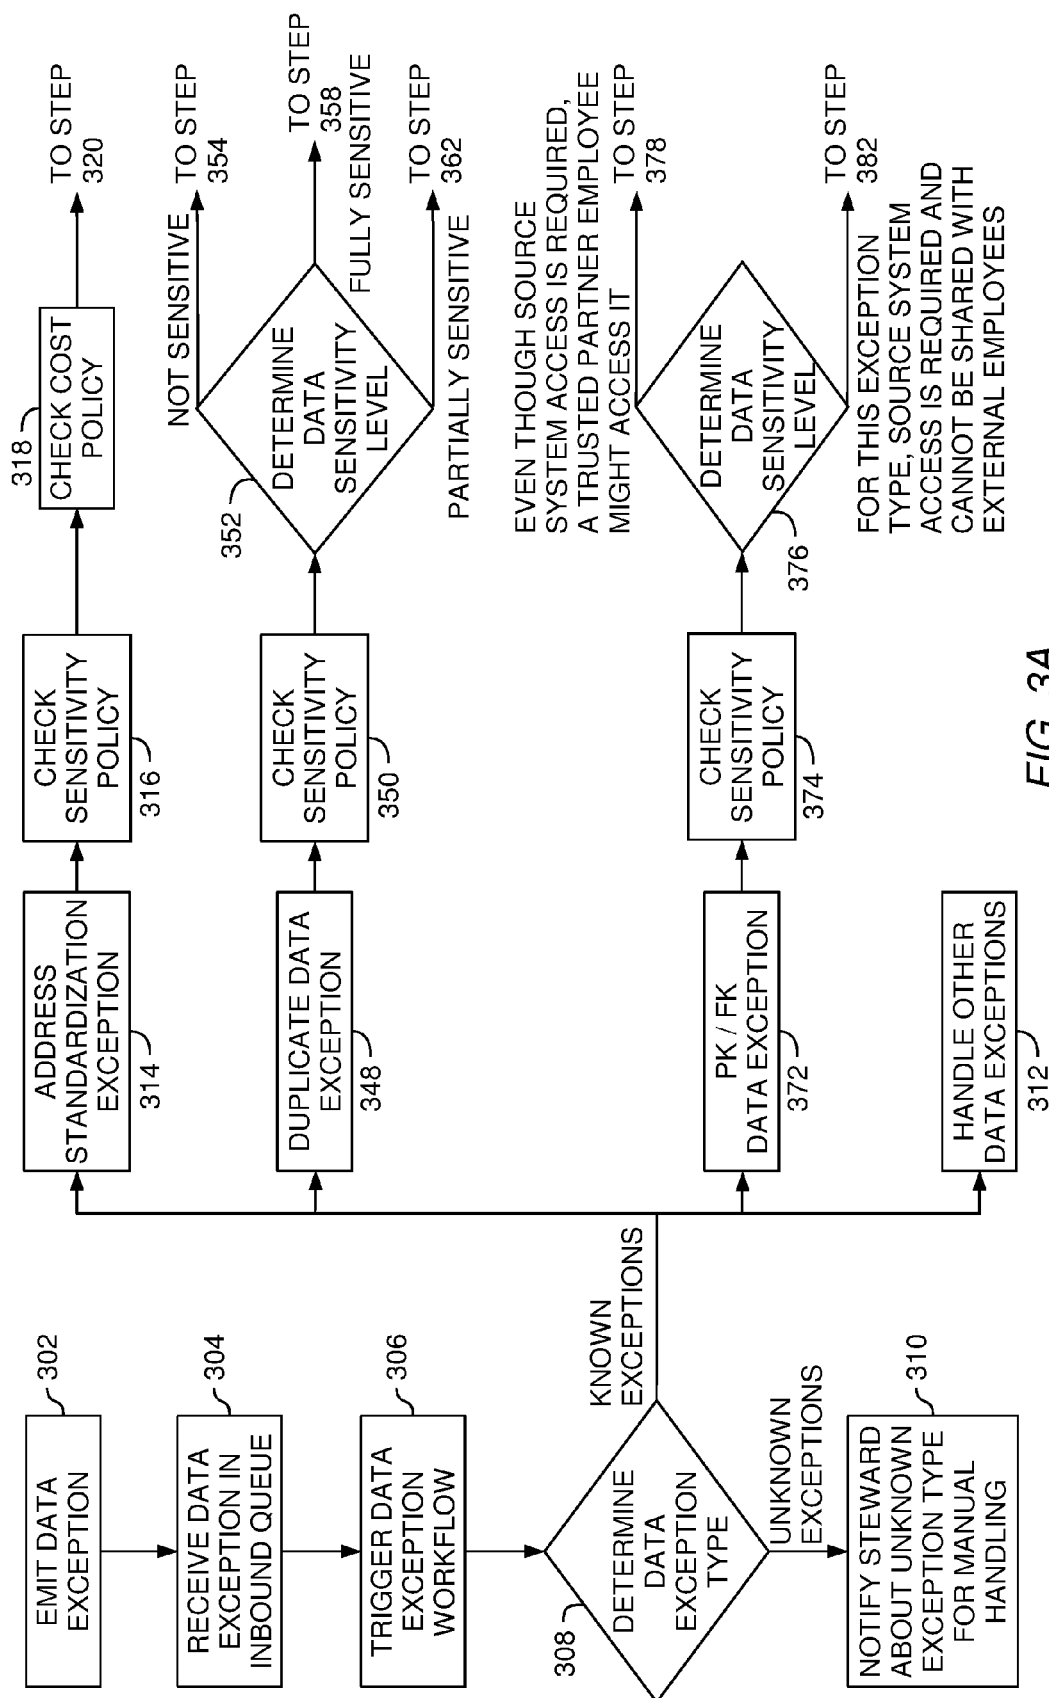 302
EMIT DATA
EXCEPTION
304
RECEIVE DATA
EXCEPTION IN
INBOUND QUEUE
306
TRIGGER DATA
EXCEPTION
WORKFLOW
308
DETERMINE
DATA
EXCEPTION
TYPE
KNOWN
EXCEPTIONS
UNKNOWN
EXCEPTIONS
310
NOTIFY STEWARD
ABOUT UNKNOWN
EXCEPTION TYPE
FOR MANUAL
HANDLING
ADDRESS
STANDARDIZATION
EXCEPTION
314
CHECK
SENSITIVITY
POLICY
316
318
CHECK COST
POLICY
TO STEP
320
DUPLICATE DATA
EXCEPTION
348
CHECK
SENSITIVITY
POLICY
350
352
DETERMINE
DATA
SENSITIVITY
LEVEL
NOT SENSITIVE
TO STEP
354
TO STEP
358
FULLY SENSITIVE
PARTIALLY SENSITIVE
TO STEP
362
PK / FK
DATA EXCEPTION
372
CHECK
SENSITIVITY
POLICY
374
376
DETERMINE
DATA
SENSITIVITY
LEVEL
EVEN THOUGH SOURCE
SYSTEM ACCESS IS REQUIRED,
A TRUSTED PARTNER EMPLOYEE
MIGHT ACCESS IT
TO STEP
378
TO STEP
382
FOR THIS EXCEPTION
TYPE, SOURCE SYSTEM
ACCESS IS REQUIRED AND
CANNOT BE SHARED WITH
EXTERNAL EMPLOYEES
HANDLE OTHER
DATA EXCEPTIONS
312
FIG. 3A